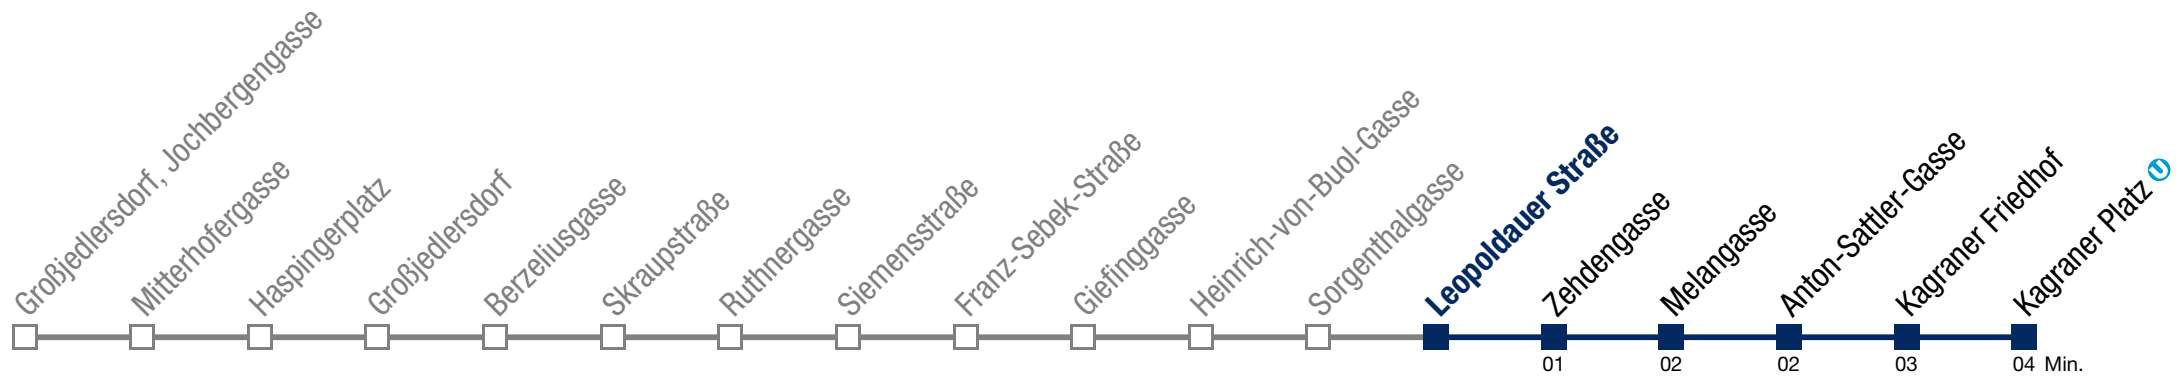 Großjedlersdorf, Jochbergengasse
Mitterhofergasse
Haspingerplatz
Großjedlersdorf
Berzeliusgasse
Skraupstraße
Ruthnergasse
Siemensstraße
Franz-Sebek-Straße
Giefinggasse
Heinrich-von-Buol-Gasse
Sorgenthalgasse
Leopoldauer Straße
Zehdengasse
Melangasse
Anton-Sattler-Gasse
Kagraner Friedhof
Kagraner Platz U
01 02 02 03 04 Min.